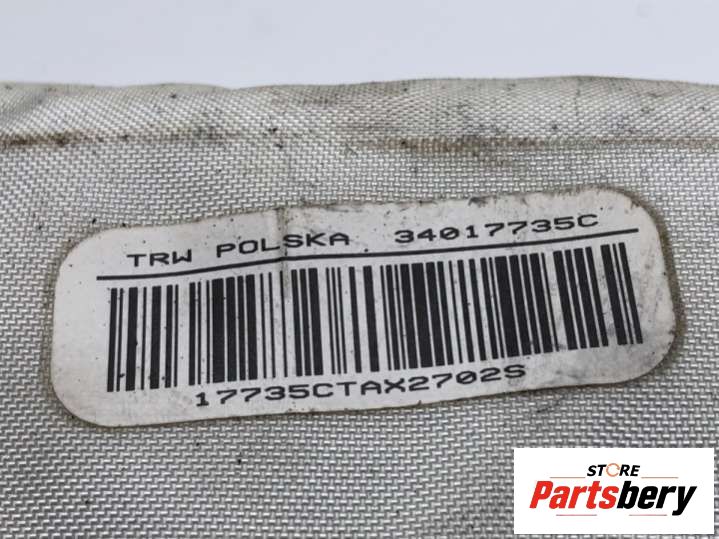 TRW POLSKA 34017735C
17735CTAX2702S
STORE
Partsbery